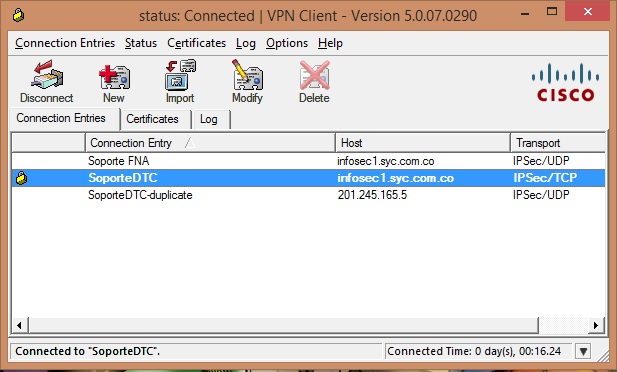 status: Connected | VPN Client - Version 5.0.07.0290
Connection Entries Status Certificates Log Options Help
Disconnect New Import Modify Delete
CISCO
Connection Entries Certificates Log
Connection Entry Host Transport
Soporte FNA infosec1.syc.com.co IPSec/UDP
SoporteDTC infosec1.syc.com.co IPSec/TCP
SoporteDTC-duplicate 201.245.165.5 IPSec/UDP
Connected to "SoporteDTC". Connected Time: 0 day(s), 00:16.24